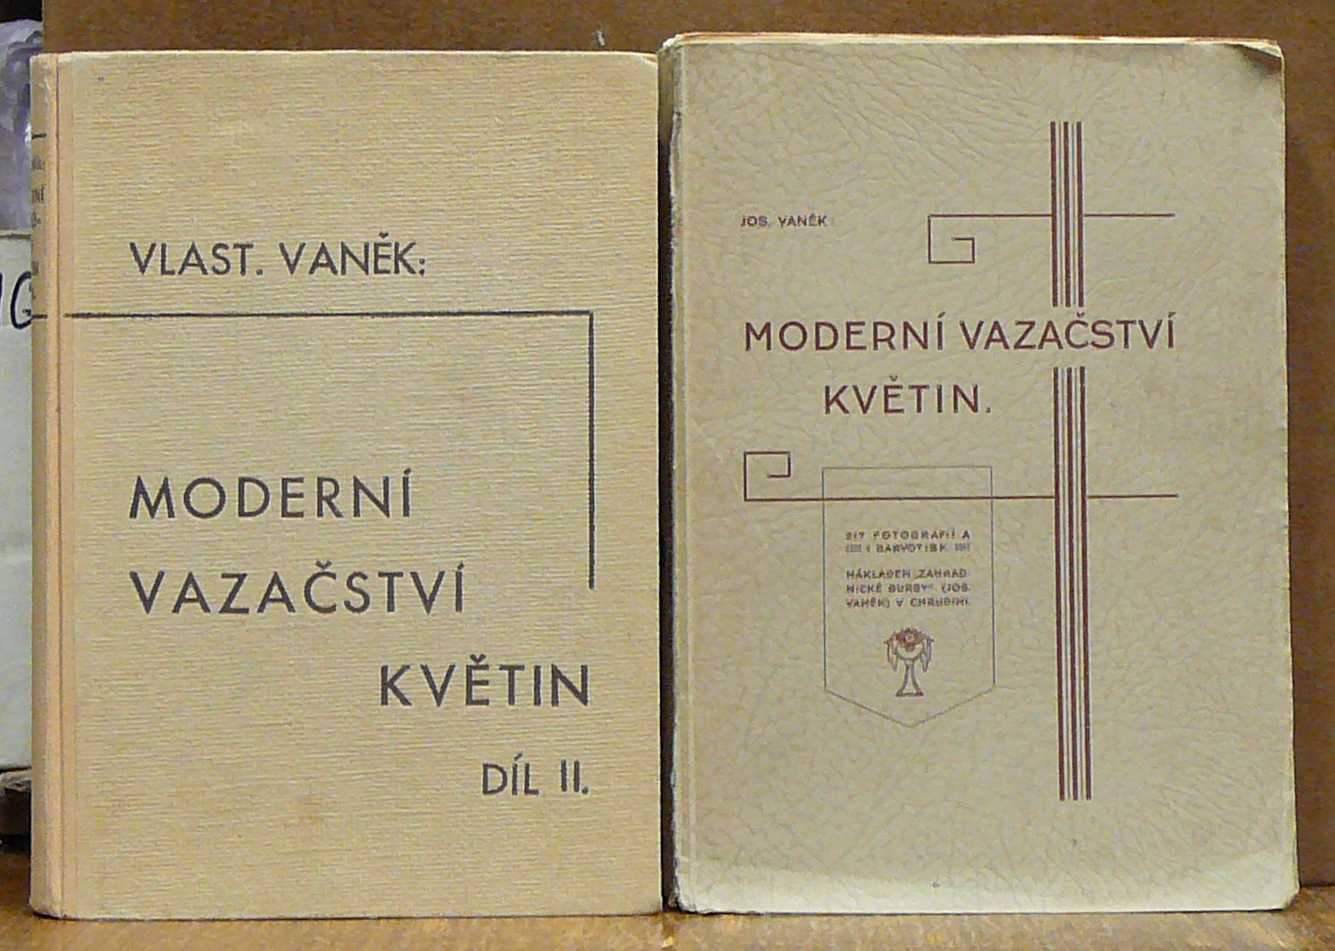 VLAST. VANĚK:
MODERNÍ
VAZAČSTVÍ
KVĚTIN
DÍL II.
JOS. VANĚK
MODERNÍ VAZAČSTVÍ
KVĚTIN.
217 FOTOGRAFIÍ A
1 BARVOTISK
NÁKLADEM „ZAHRAD
NICKÉ BURSY“ (JOS.
VANĚK) V CHRUDIMI.